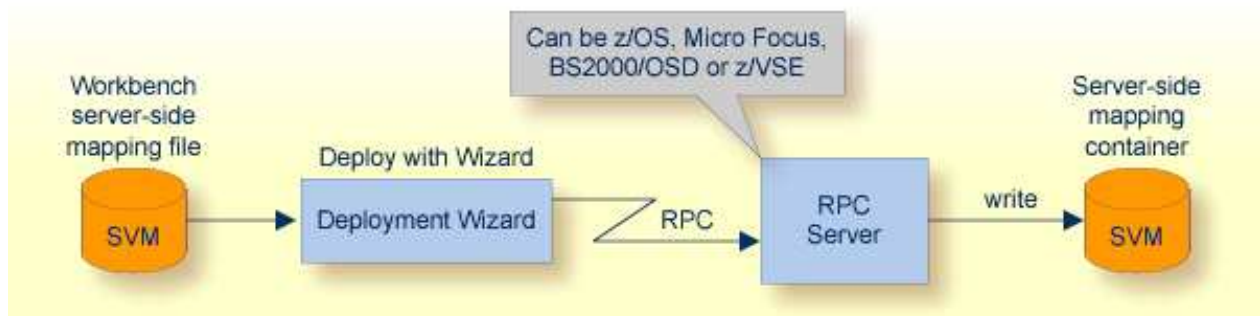 Can be z/OS, Micro Focus,
BS2000/OSD or z/VSE
Workbench
server-side
mapping file
SVM
Deploy with Wizard
Deployment Wizard
RPC
RPC
Server
write
Server-side
mapping
container
SVM